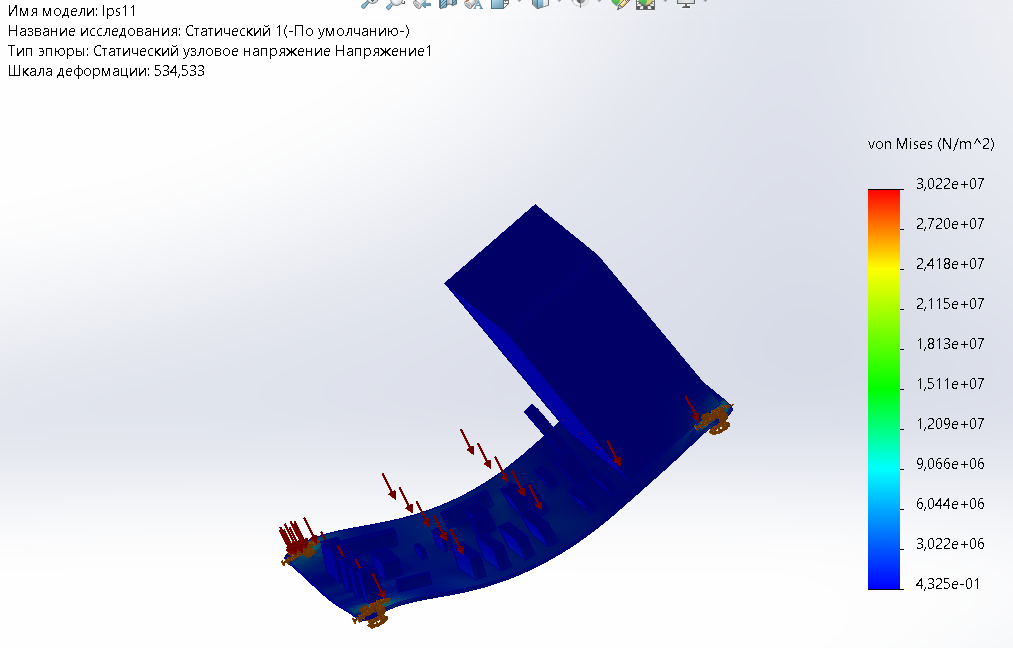 Имя модели: lps11
Название исследования: Статический 1(-По умолчанию-)
Тип эпюры: Статический узловое напряжение Напряжение1
Шкала деформации: 534,533
von Mises (N/m^2)
3,022e+07
2,720e+07
2,418e+07
2,115e+07
1,813e+07
1,511e+07
1,209e+07
9,066e+06
6,044e+06
3,022e+06
4,325e-01